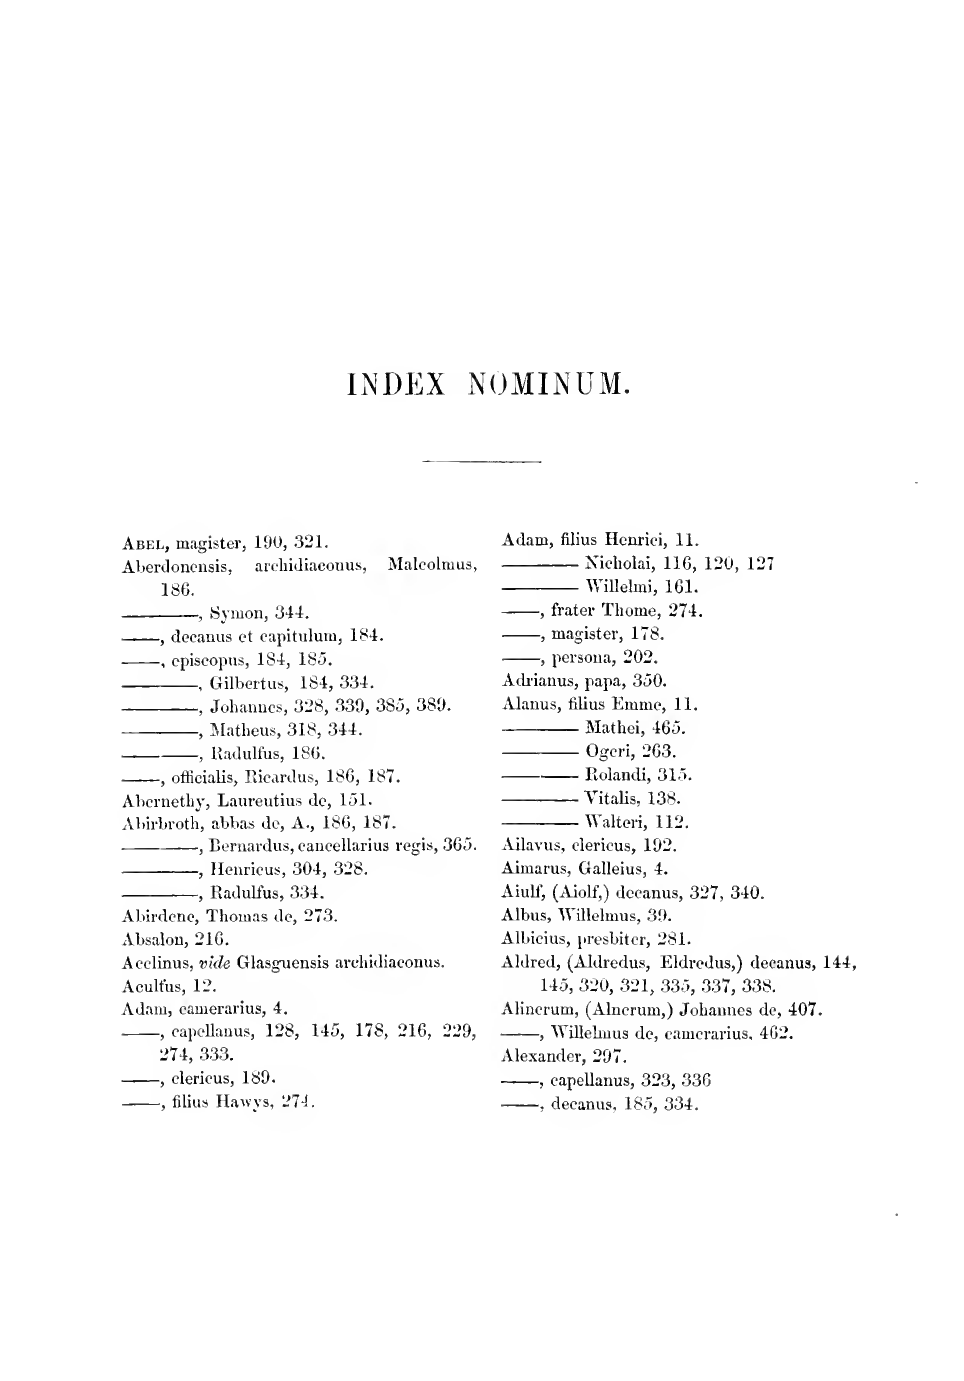 INDEX NOMINUM.
ABEL, magister, 190, 321.
Aberdonensis, archidiaconus, Malcolmus,
186.
————, Symon, 344.
——, decanus et capitulum, 184.
——, episcopus, 184, 185.
————, Gilbertus, 184, 334.
————, Johannes, 328, 339, 385, 389.
————, Matheus, 318, 344.
————, Radulfus, 186.
——, officialis, Ricardus, 186, 187.
Abernethy, Laurentius de, 151.
Abirbroth, abbas de, A., 186, 187.
————, Bernardus, cancellarius regis, 365.
————, Henricus, 304, 328.
————, Radulfus, 334.
Abirdene, Thomas de, 273.
Absalon, 216.
Acclinus, vide Glasguensis archidiaconus.
Aculfus, 12.
Adam, camerarius, 4.
——, capellanus, 128, 145, 178, 216, 229,
274, 333.
——, clericus, 189.
——, filius Hawys, 274.
Adam, filius Henrici, 11.
———— Nicholai, 116, 120, 127
———— Willelmi, 161.
——, frater Thome, 274.
——, magister, 178.
——, persona, 202.
Adrianus, papa, 350.
Alanus, filius Emme, 11.
———— Mathei, 465.
———— Ogeri, 263.
———— Rolandi, 315.
———— Vitalis, 138.
———— Walteri, 112.
Ailavus, clericus, 192.
Aimarus, Galleius, 4.
Aiulf, (Aiolf,) decanus, 327, 340.
Albus, Willelmus, 39.
Albicius, presbiter, 281.
Aldred, (Aldredus, Eldredus,) decanus, 144,
145, 320, 321, 335, 337, 338.
Alincrum, (Alncrum,) Johannes de, 407.
——, Willelmus de, camerarius, 462.
Alexander, 297.
——, capellanus, 323, 336
——, decanus, 185, 334.